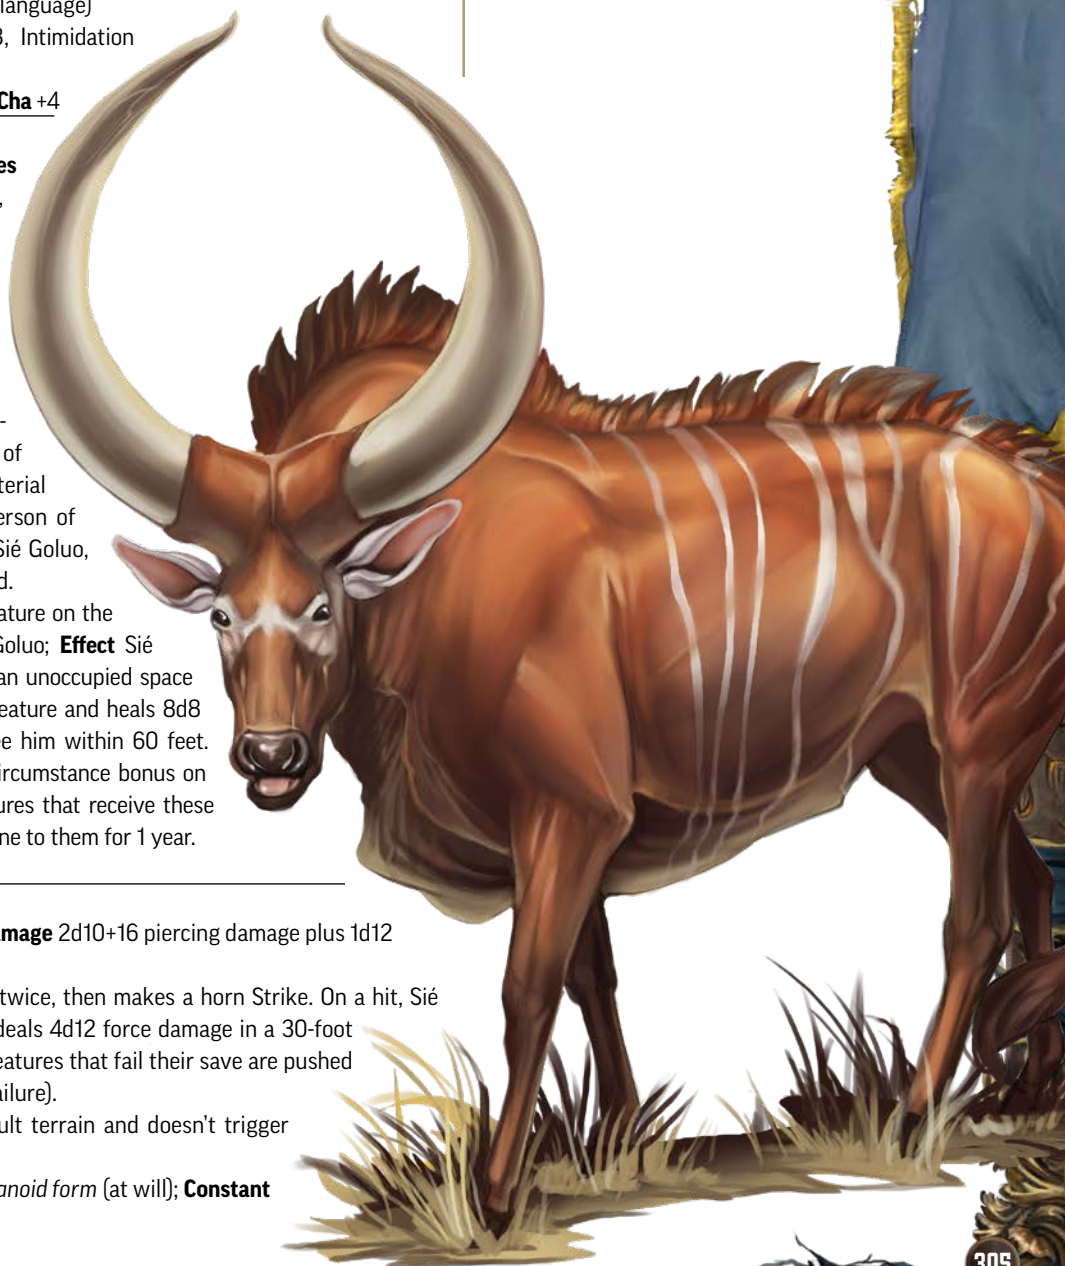 language)
, Intimidation
Cha +4
es
,
-
of
terial
erson of
Sié Goluo,
d.
ature on the
Goluo; Effect Sié
an unoccupied space
eature and heals 8d8
e him within 60 feet.
ircumstance bonus on
ures that receive these
ne to them for 1 year.
mage 2d10+16 piercing damage plus 1d12
twice, then makes a horn Strike. On a hit, Sié
deals 4d12 force damage in a 30-foot
eatures that fail their save are pushed
ailure).
ult terrain and doesn't trigger
anoid form (at will); Constant
305